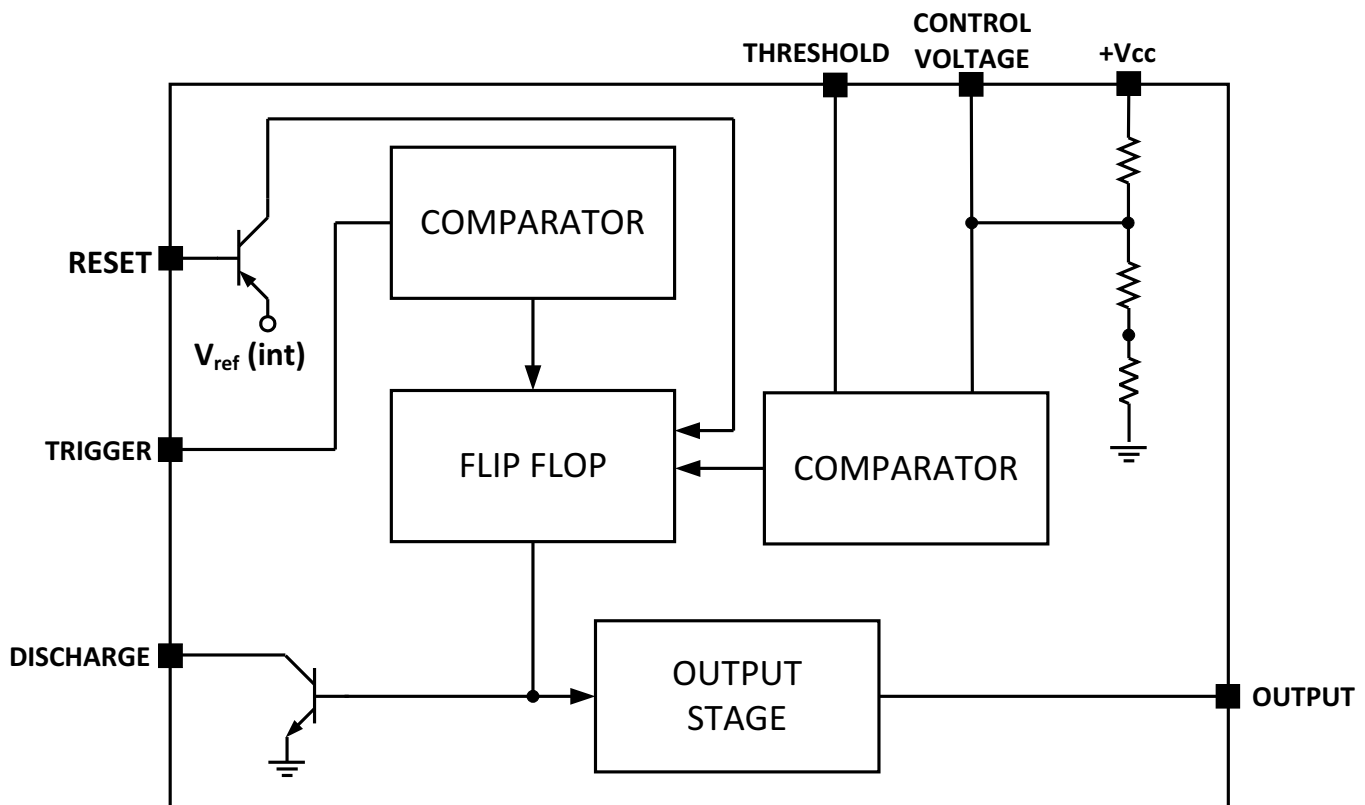 CONTROL
VOLTAGE
THRESHOLD
+Vcc
COMPARATOR
RESET
Vref (int)
TRIGGER
FLIP FLOP
COMPARATOR
DISCHARGE
OUTPUT
STAGE
OUTPUT